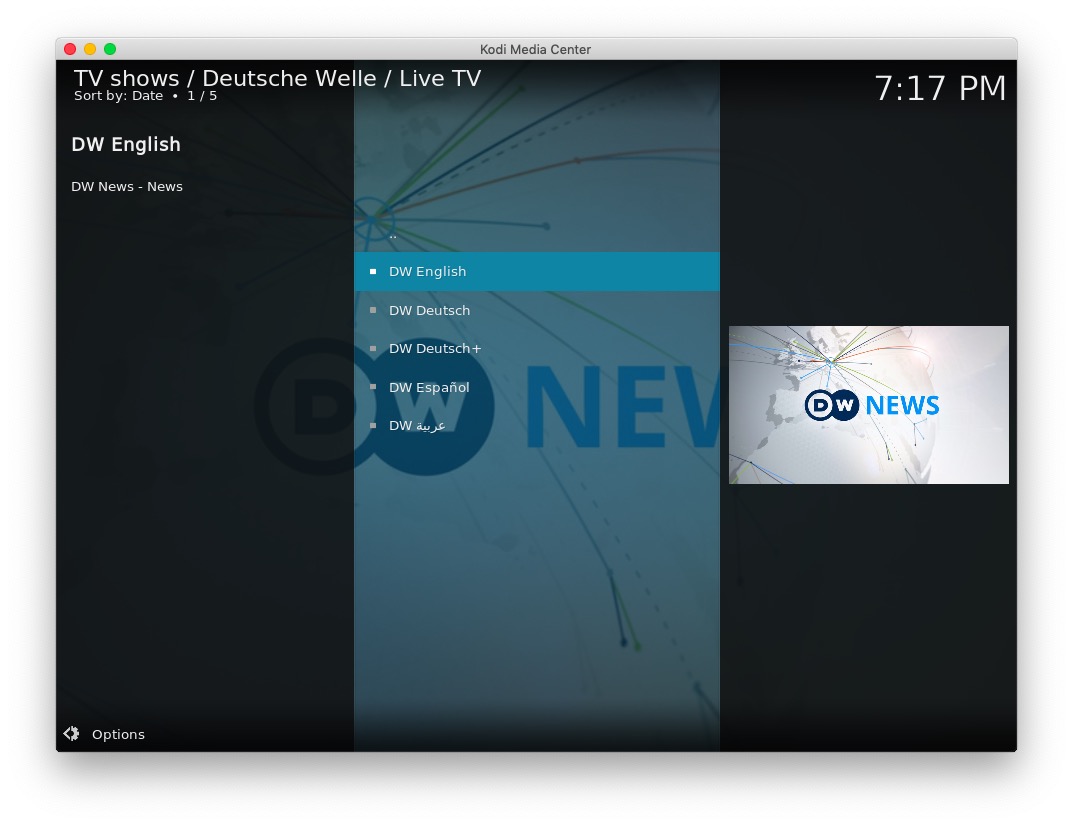 Kodi Media Center
TV shows / Deutsche Welle / Live TV
Sort by: Date • 1 / 5
7:17 PM
DW English
DW News - News
..
DW English
DW Deutsch
DW Deutsch+
DW Español
DW عربية
DW NEW
DW NEWS
Options